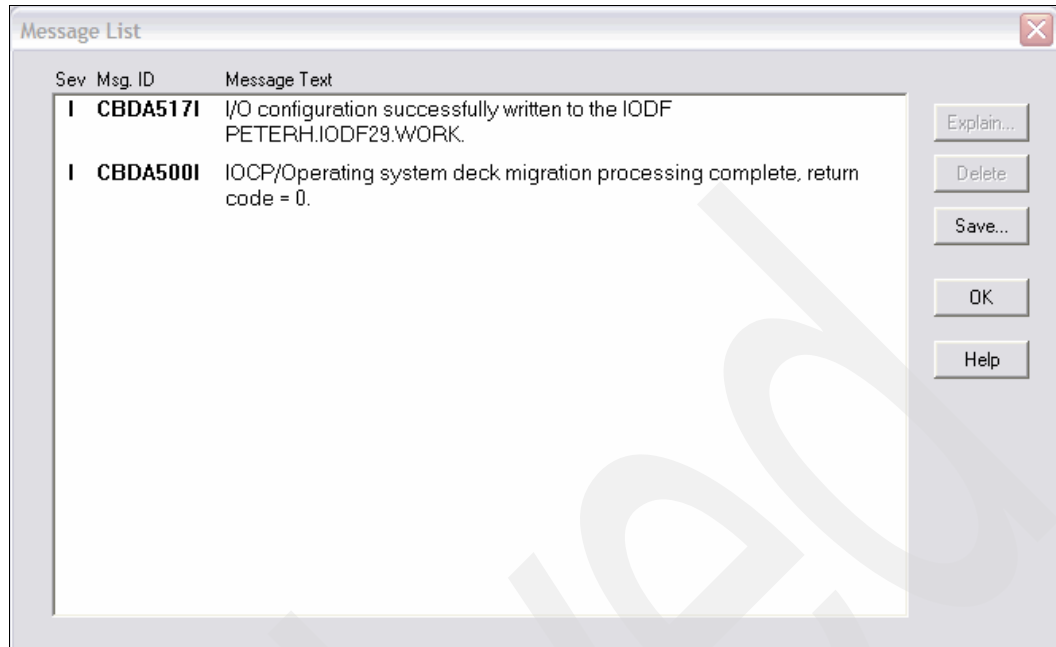 Message List
Sev Msg. ID Message Text
I CBDA517I I/O configuration successfully written to the IODF
PETERH.IODF29.WORK.
I CBDA500I IOCP/Operating system deck migration processing complete, return
code = 0.
Explain...
Delete
Save...
OK
Help